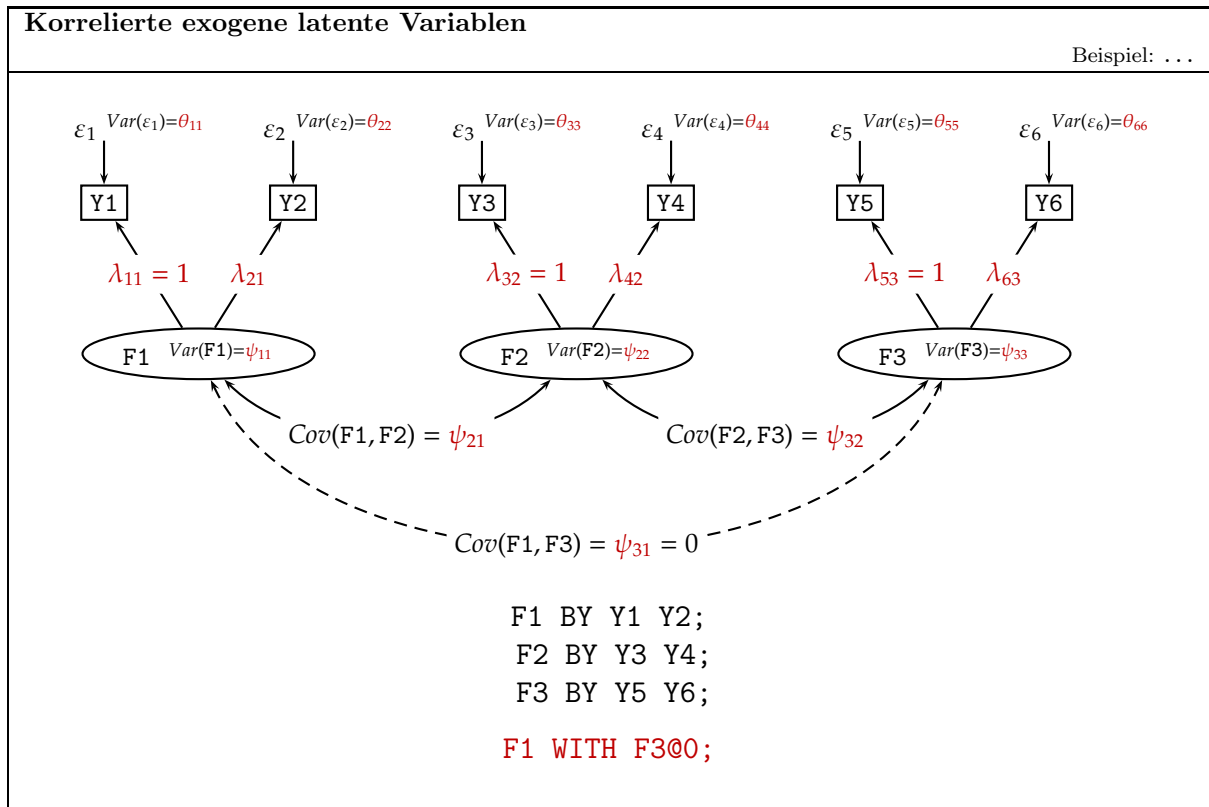 Korrelierte exogene latente Variablen
Beispiel: ...
ε₁ Var(ε₁)=θ₁₁ ε₂ Var(ε₂)=θ₂₂ ε₃ Var(ε₃)=θ₃₃ ε₄ Var(ε₄)=θ₄₄ ε₅ Var(ε₅)=θ₅₅ ε₆ Var(ε₆)=θ₆₆
Y1 Y2 Y3 Y4 Y5 Y6
λ₁₁ = 1 λ₂₁ λ₃₂ = 1 λ₄₂ λ₅₃ = 1 λ₆₃
F1 Var(F1)=ψ₁₁ F2 Var(F2)=ψ₂₂ F3 Var(F3)=ψ₃₃
Cov(F1,F2) = ψ₂₁ Cov(F2,F3) = ψ₃₂
Cov(F1,F3) = ψ₃₁ = 0
F1 BY Y1 Y2;
F2 BY Y3 Y4;
F3 BY Y5 Y6;
F1 WITH F3@0;